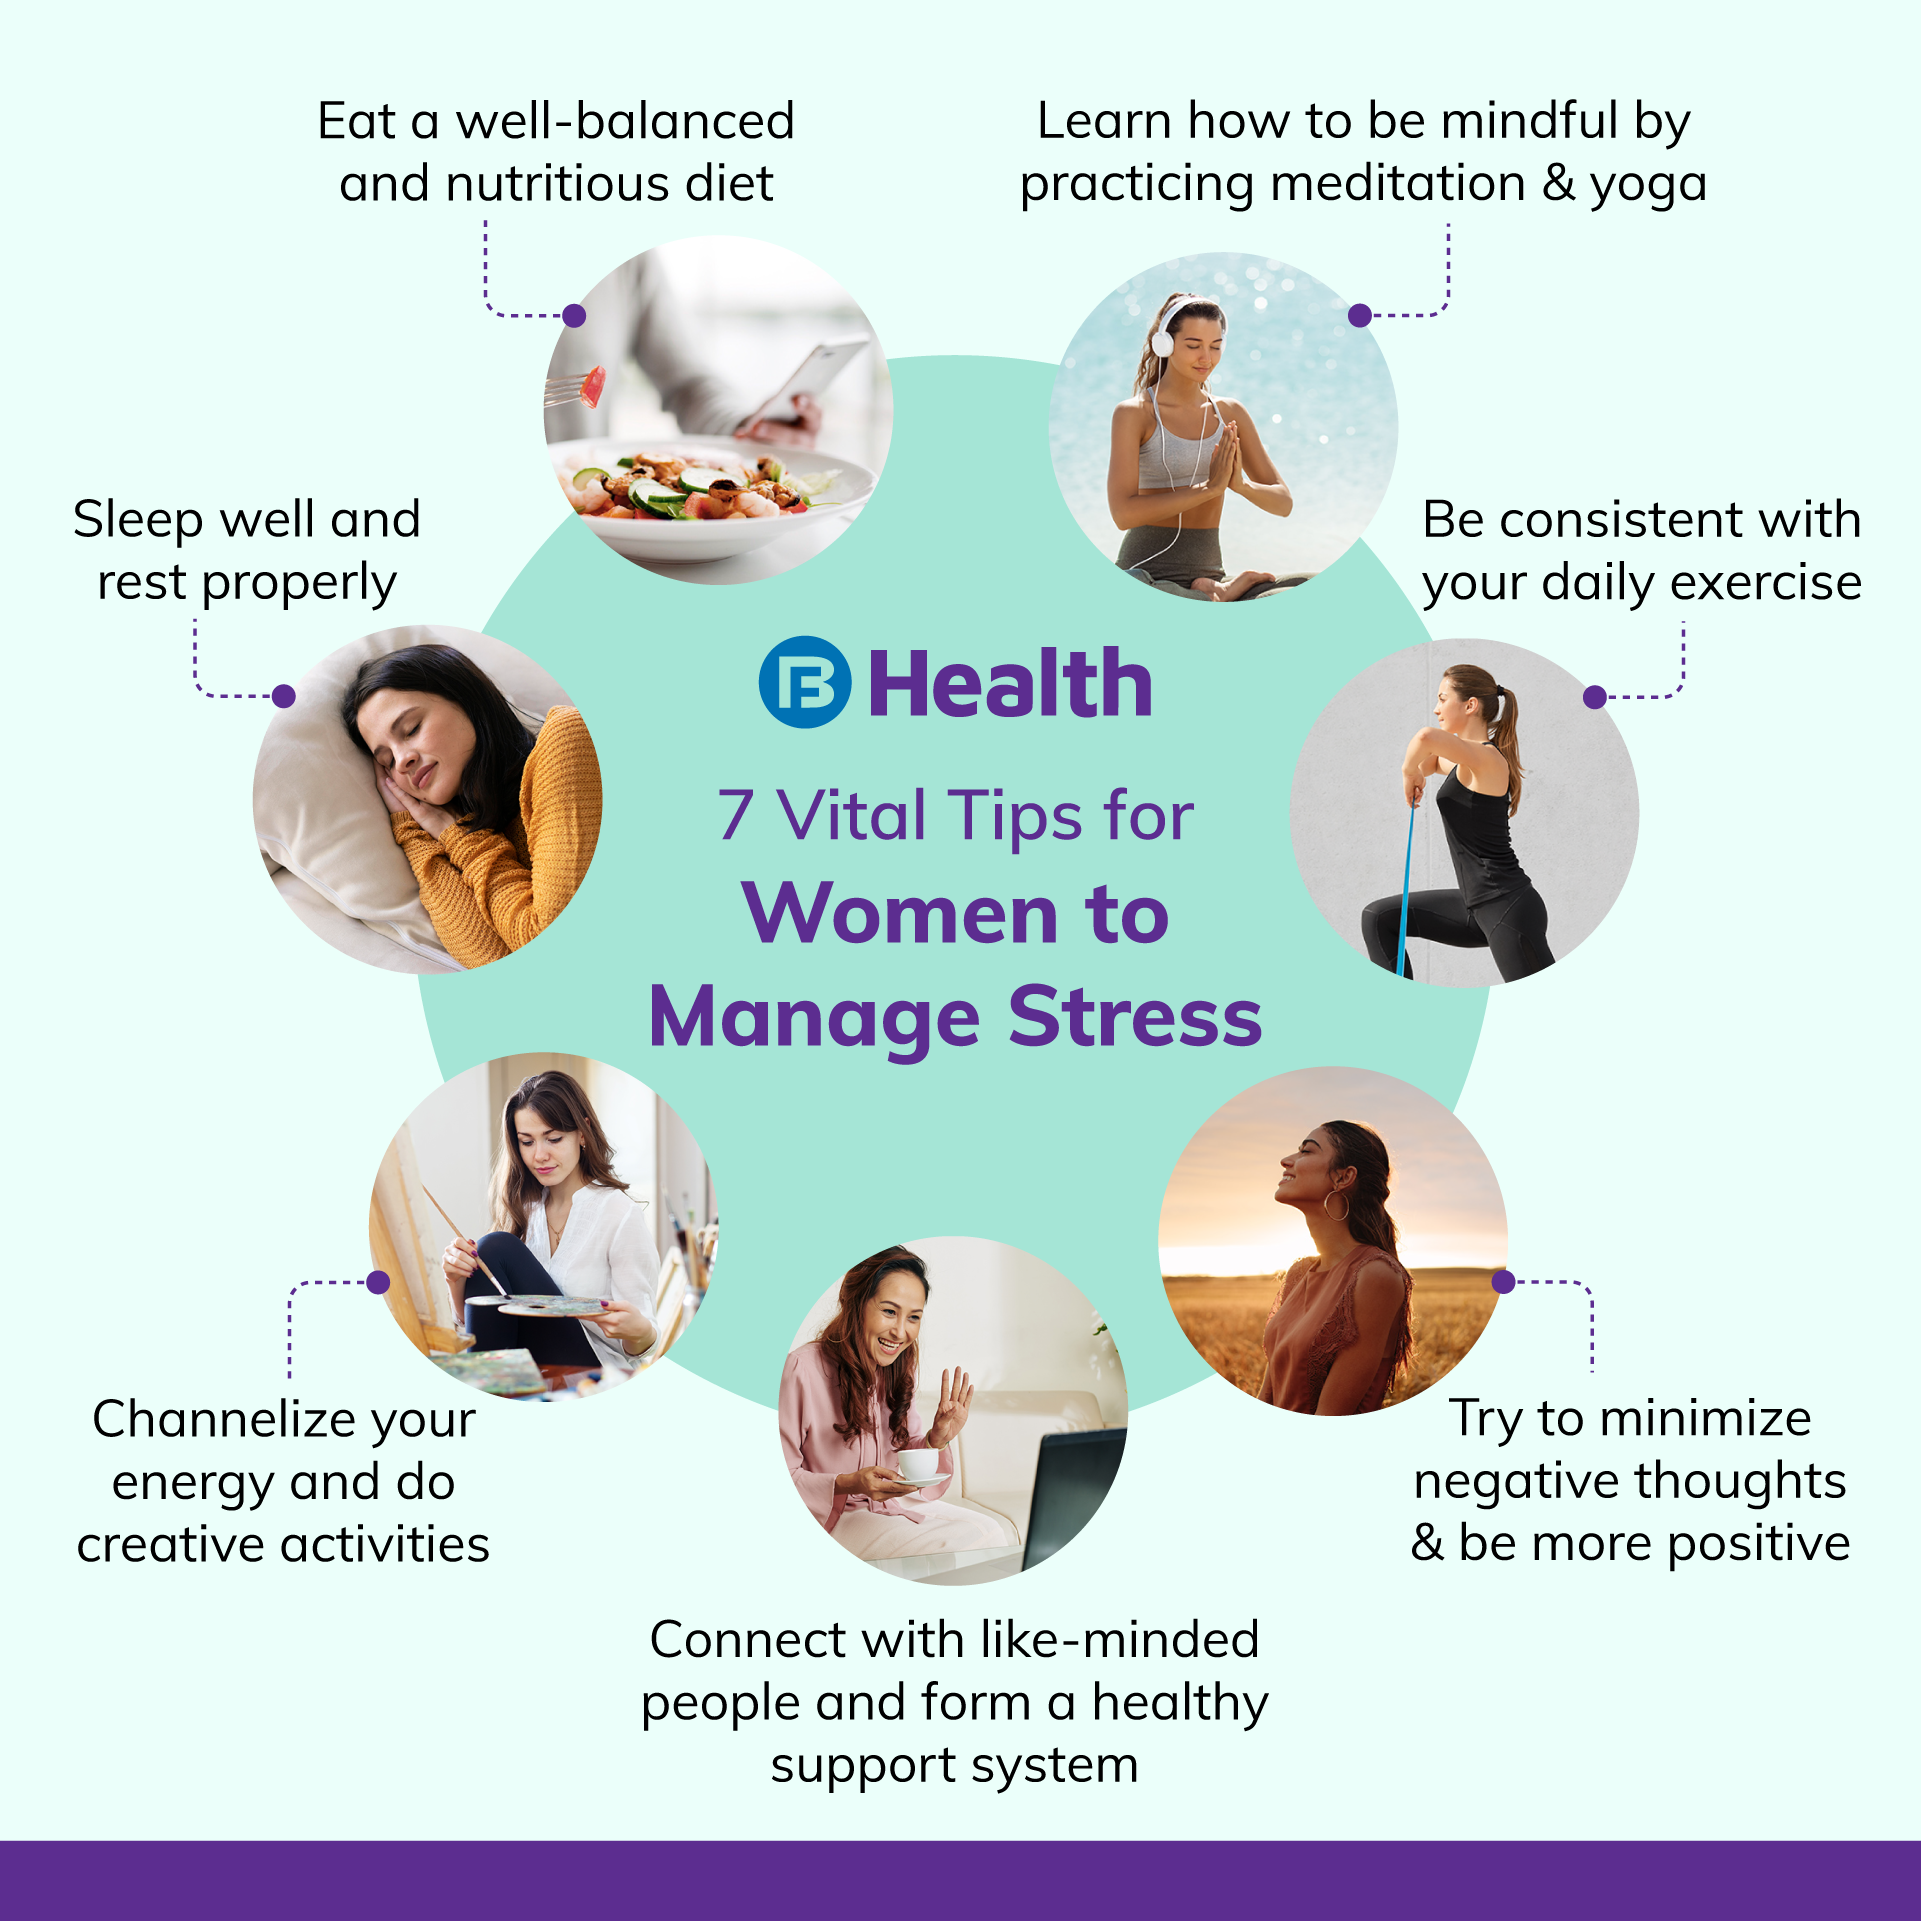 Eat a well-balanced
and nutritious diet
Learn how to be mindful by
practicing meditation & yoga
Sleep well and
rest properly
Be consistent with
your daily exercise
B Health
7 Vital Tips for
Women to
Manage Stress
Channelize your
energy and do
creative activities
Try to minimize
negative thoughts
& be more positive
Connect with like-minded
people and form a healthy
support system